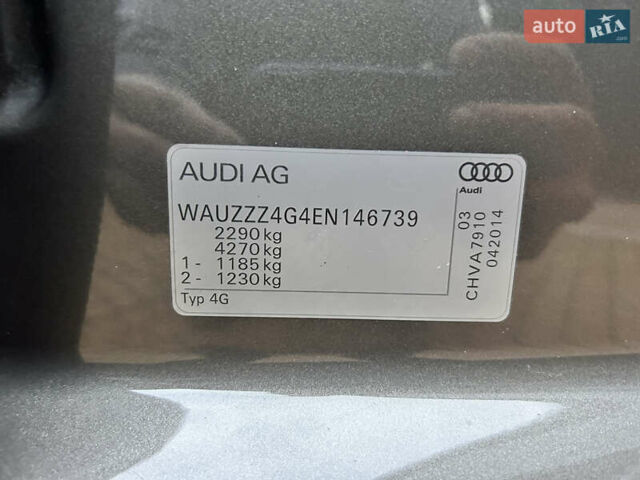 auto RIA
.com
AUDI AG
Audi
WAUZZZ4G4EN146739
2290 kg
4270 kg
1 - 1185 kg
2 - 1230 kg
Typ 4G
CHVA7910 03
042014